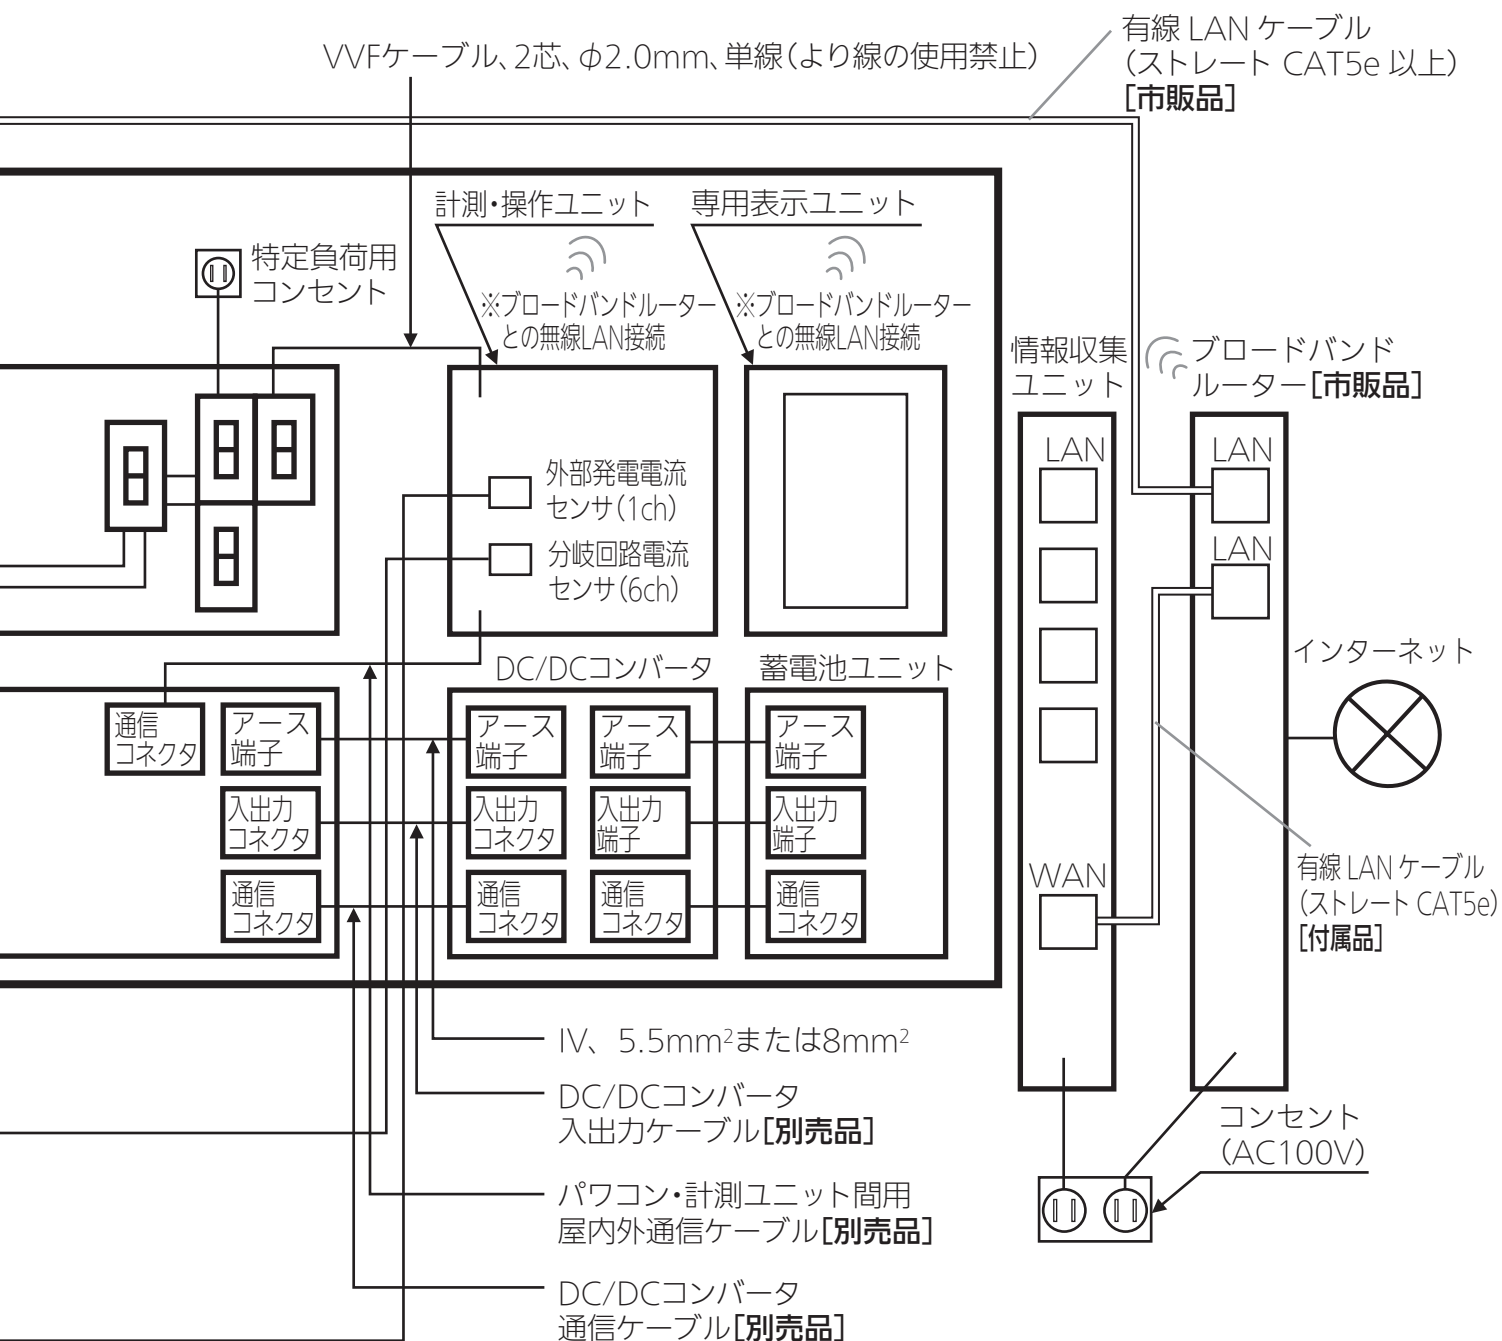 有線 LAN ケーブル
（ストレート CAT5e 以上）
［市販品］
VVFケーブル、2芯、φ2.0mm、単線（より線の使用禁止）
計測・操作ユニット
専用表示ユニット
特定負荷用
コンセント
※ブロードバンドルーター
との無線LAN接続
※ブロードバンドルーター
との無線LAN接続
情報収集
ユニット
ブロードバンド
ルーター［市販品］
LAN
LAN
外部発電電流
センサ（1ch）
分岐回路電流
センサ（6ch）
LAN
インターネット
DC/DCコンバータ
蓄電池ユニット
通信
コネクタ
アース
端子
アース
端子
アース
端子
アース
端子
入出力
コネクタ
入出力
コネクタ
入出力
端子
入出力
端子
通信
コネクタ
通信
コネクタ
通信
コネクタ
通信
コネクタ
WAN
有線 LAN ケーブル
（ストレート CAT5e）
［付属品］
IV、5.5mm²または8mm²
DC/DCコンバータ
入出力ケーブル［別売品］
コンセント
（AC100V）
パワコン・計測ユニット間用
屋内外通信ケーブル［別売品］
DC/DCコンバータ
通信ケーブル［別売品］